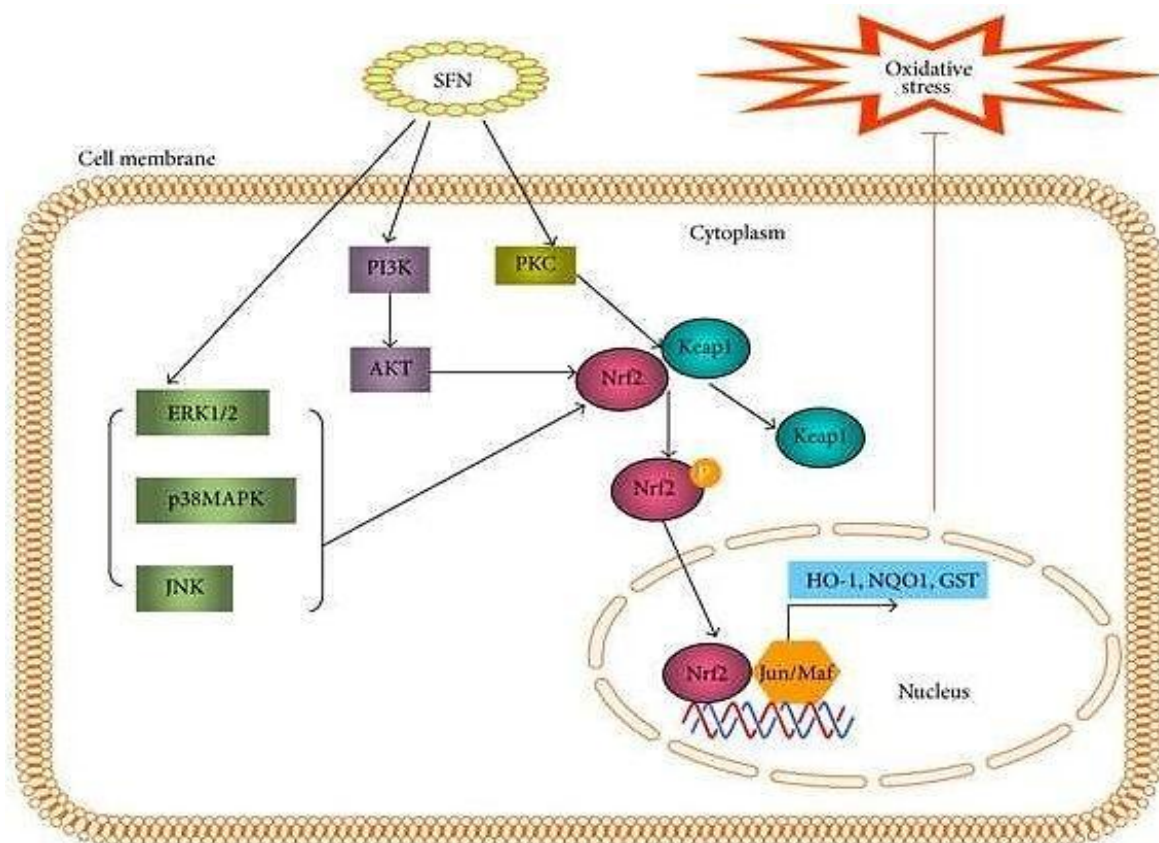 SFN
Oxidative
stress
Cell membrane
Cytoplasm
PI3K
PKC
Keap1
AKT
Nrf2
ERK1/2
Keap1
p38MAPK
Nrf2
P
JNK
HO-1, NQO1, GST
Nrf2
Jun/Maf
Nucleus